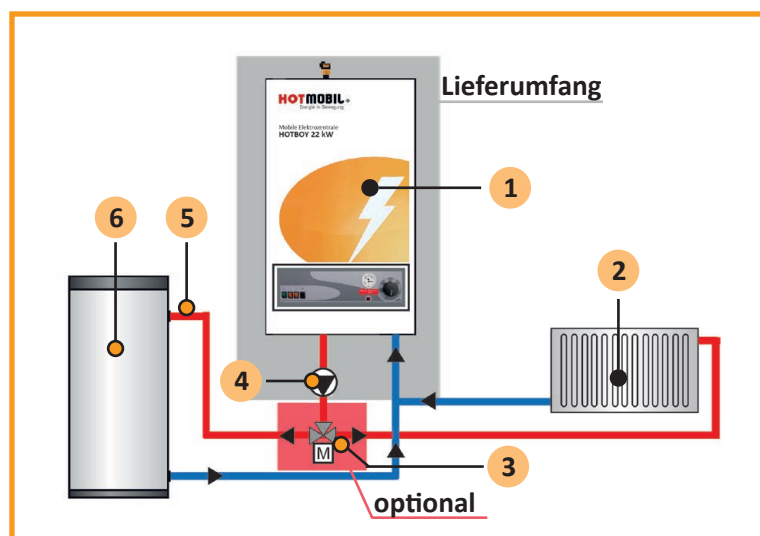 Lieferumfang
HOTMOBIL
Energie in Bewegung
Mobile Elektrozentrale
HOTBOY 22 kW
1
6
5
2
4
3
M
optional